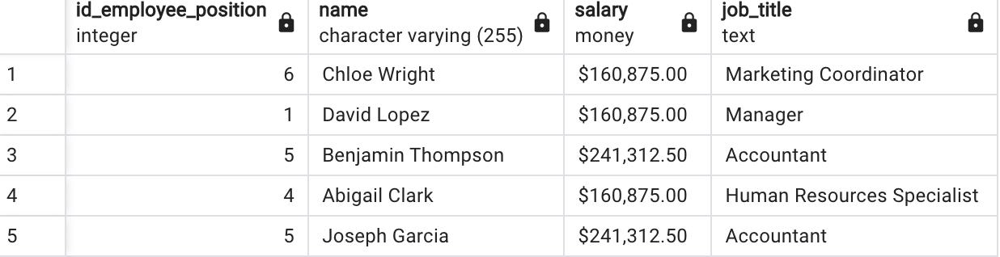 id_employee_position name salary job_title
integer character varying (255) money text
1 6 Chloe Wright $160,875.00 Marketing Coordinator
2 1 David Lopez $160,875.00 Manager
3 5 Benjamin Thompson $241,312.50 Accountant
4 4 Abigail Clark $160,875.00 Human Resources Specialist
5 5 Joseph Garcia $241,312.50 Accountant